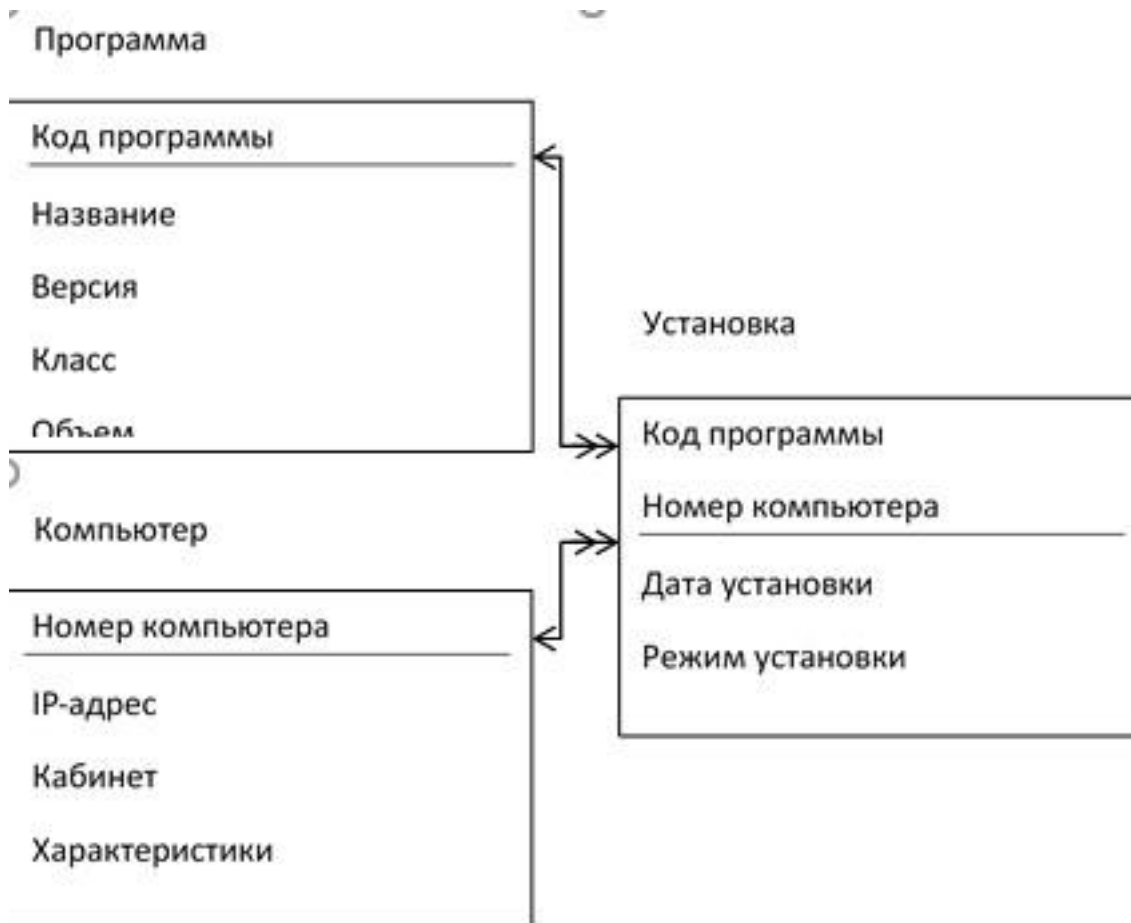 Программа
Код программы
Название
Версия
Класс
Объем
Компьютер
Номер компьютера
IP-адрес
Кабинет
Характеристики
Установка
Код программы
Номер компьютера
Дата установки
Режим установки